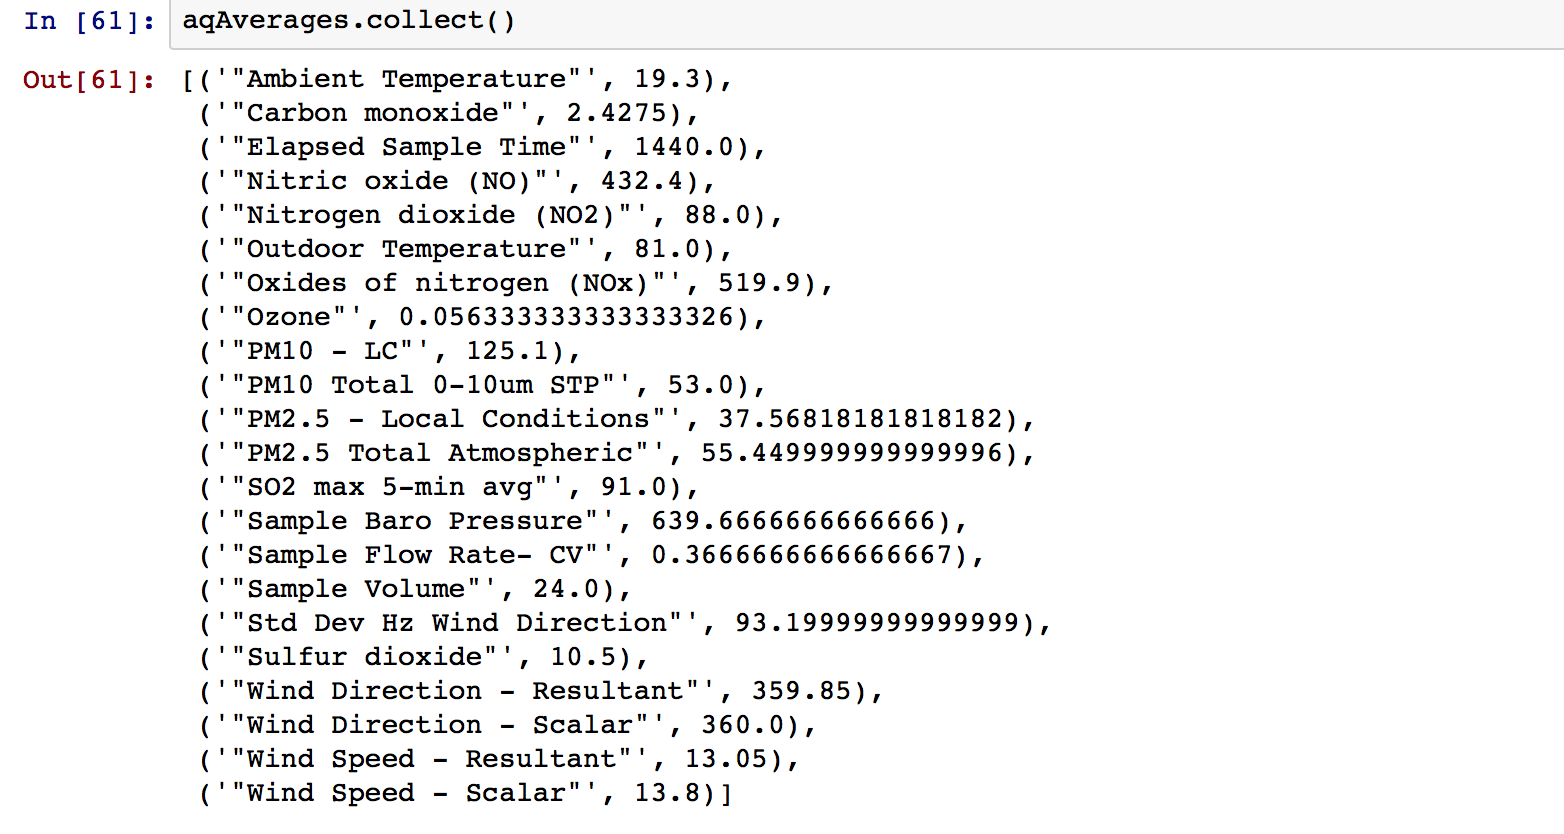 In [61]: aqAverages.collect()
Out[61]: [('"Ambient Temperature"', 19.3),
('"Carbon monoxide"', 2.4275),
('"Elapsed Sample Time"', 1440.0),
('"Nitric oxide (NO)"', 432.4),
('"Nitrogen dioxide (NO2)"', 88.0),
('"Outdoor Temperature"', 81.0),
('"Oxides of nitrogen (NOx)"', 519.9),
('"Ozone"', 0.056333333333333326),
('"PM10 - LC"', 125.1),
('"PM10 Total 0-10um STP"', 53.0),
('"PM2.5 - Local Conditions"', 37.56818181818182),
('"PM2.5 Total Atmospheric"', 55.449999999999996),
('"SO2 max 5-min avg"', 91.0),
('"Sample Baro Pressure"', 639.6666666666666),
('"Sample Flow Rate- CV"', 0.3666666666666667),
('"Sample Volume"', 24.0),
('"Std Dev Hz Wind Direction"', 93.19999999999999),
('"Sulfur dioxide"', 10.5),
('"Wind Direction - Resultant"', 359.85),
('"Wind Direction - Scalar"', 360.0),
('"Wind Speed - Resultant"', 13.05),
('"Wind Speed - Scalar"', 13.8)]